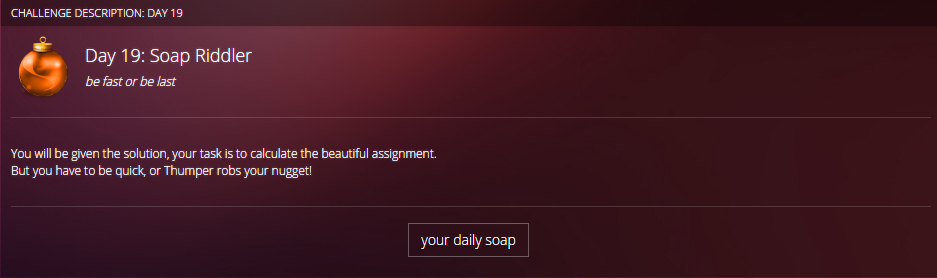 CHALLENGE DESCRIPTION: DAY 19
Day 19: Soap Riddler
be fast or be last
You will be given the solution, your task is to calculate the beautiful assignment.
But you have to be quick, or Thumper robs your nugget!
your daily soap